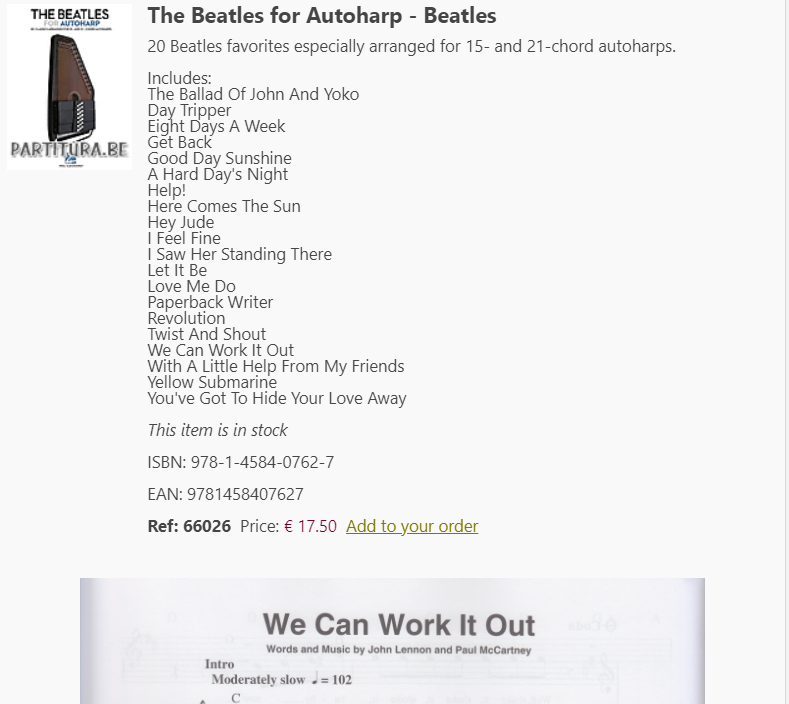 THE BEATLES
FOR AUTOHARP
PARTITURA.BE
The Beatles for Autoharp - Beatles
20 Beatles favorites especially arranged for 15- and 21-chord autoharps.
Includes:
The Ballad Of John And Yoko
Day Tripper
Eight Days A Week
Get Back
Good Day Sunshine
A Hard Day's Night
Help!
Here Comes The Sun
Hey Jude
I Feel Fine
I Saw Her Standing There
Let It Be
Love Me Do
Paperback Writer
Revolution
Twist And Shout
We Can Work It Out
With A Little Help From My Friends
Yellow Submarine
You've Got To Hide Your Love Away
This item is in stock
ISBN: 978-1-4584-0762-7
EAN: 9781458407627
Ref: 66026 Price: € 17.50 Add to your order
We Can Work It Out
Words and Music by John Lennon and Paul McCartney
Intro
Moderately slow ♩ = 102
C